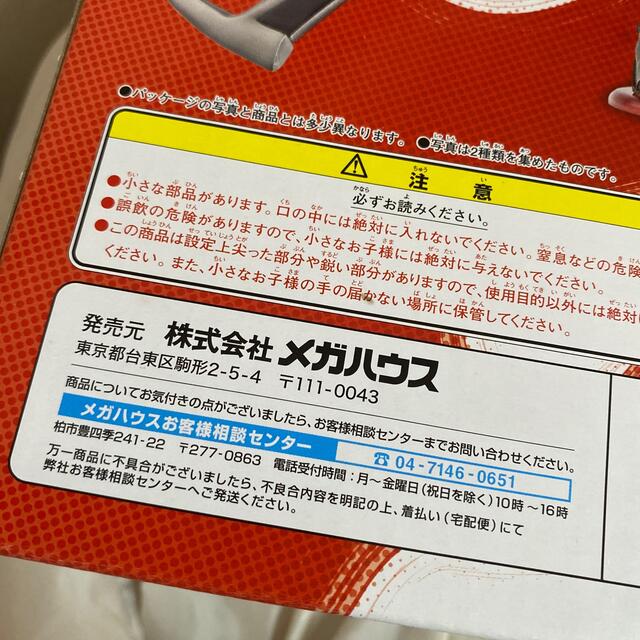 ●パッケージの写真と商品とは多少異なります。 ●写真は2種類を集めたものです。
注意
必ずお読みください。
●小さな部品があります。口の中には絶対に入れないでください。窒息などの危険
●誤飲の危険がありますので、小さなお子様には絶対に与えないでください。
●この商品は設定上尖った部分や鋭い部分がありますので、使用目的以外には絶対に
ください。また、小さなお子様の手の届かない場所に保管してください。
発売元 株式会社 メガハウス
東京都台東区駒形2-5-4 〒111-0043
商品についてお気付きの点がございましたら、お客様相談センターまでお問い合わせください。
メガハウスお客様相談センター ☎04-7146-0651
柏市豊四季241-22 〒277-0863 電話受付時間:月〜金曜日(祝日を除く)10時〜16時
万一商品に不具合がございましたら、不良合内容を明記の上、着払い(宅配便)にて
弊社お客様相談センターへご発送ください。